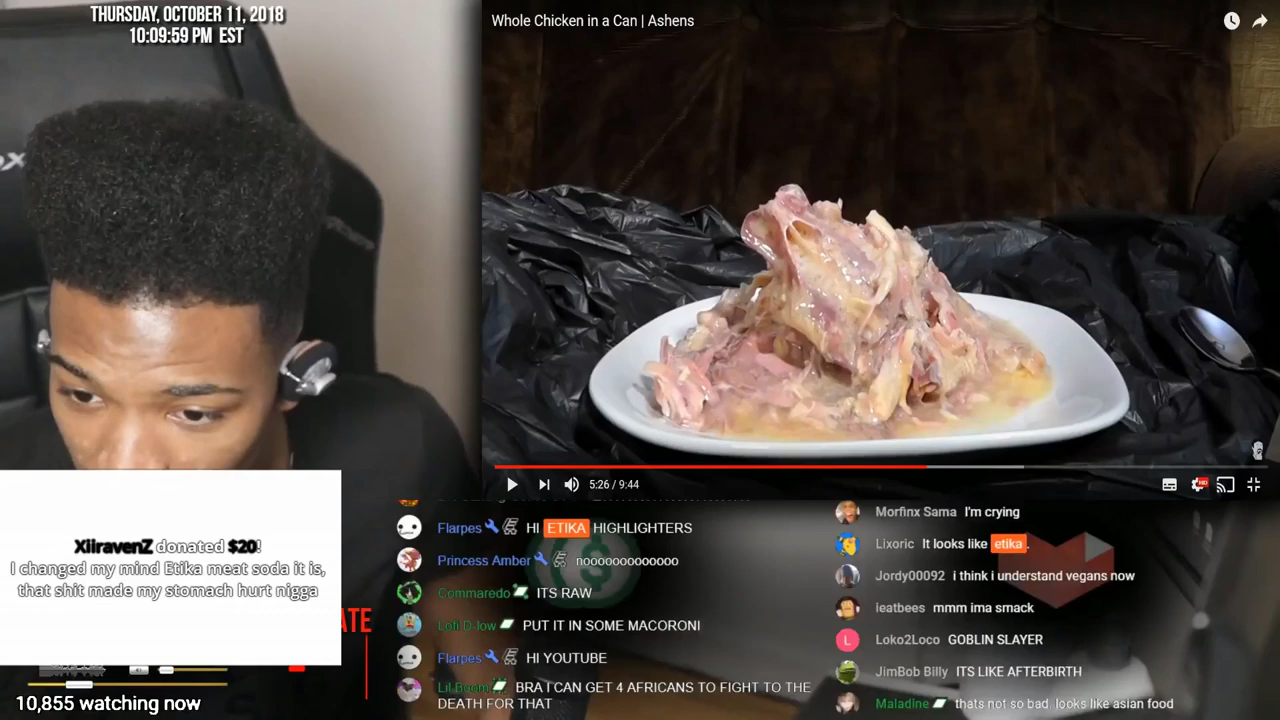 THURSDAY, OCTOBER 11, 2018
10:09:59 PM EST
Whole Chicken in a Can | Ashens
5:26 / 9:44
HD
XiiravenZ donated $20!
I changed my mind Etika meat soda it is,
that shit made my stomach hurt nigga
ATE
10,855 watching now
Flarpes HI ETIKA HIGHLIGHTERS
Princess Amber nooooooooooooo
Commaredo ITS RAW
Lofi D-low PUT IT IN SOME MACORONI
Flarpes HI YOUTUBE
BRA I CAN GET 4 AFRICANS TO FIGHT TO THE
DEATH FOR THAT
Morfinx Sama I'm crying
Lixoric It looks like etika .
Jordy00092 i think i understand vegans now
ieatbees mmm ima smack
L Loko2Loco GOBLIN SLAYER
JimBob Billy ITS LIKE AFTERBIRTH
Maladine thats not so bad, looks like asian food